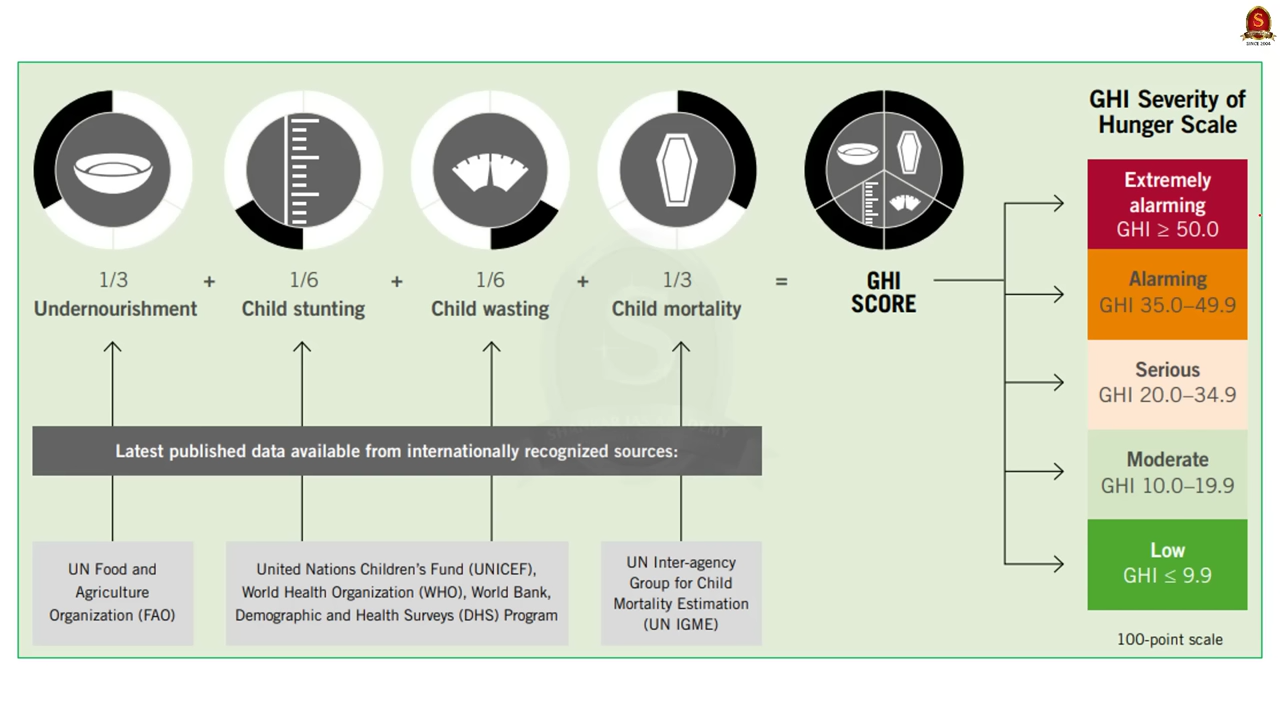 S
SINCE 2004
GHI Severity of
Hunger Scale
1/3 + 1/6 + 1/6 + 1/3 =
Undernourishment Child stunting Child wasting Child mortality
GHI
SCORE
Extremely
alarming
GHI ≥ 50.0
Alarming
GHI 35.0–49.9
Serious
GHI 20.0–34.9
Moderate
GHI 10.0–19.9
Low
GHI ≤ 9.9
100-point scale
Latest published data available from internationally recognized sources:
UN Food and
Agriculture
Organization (FAO)
United Nations Children's Fund (UNICEF),
World Health Organization (WHO), World Bank,
Demographic and Health Surveys (DHS) Program
UN Inter-agency
Group for Child
Mortality Estimation
(UN IGME)